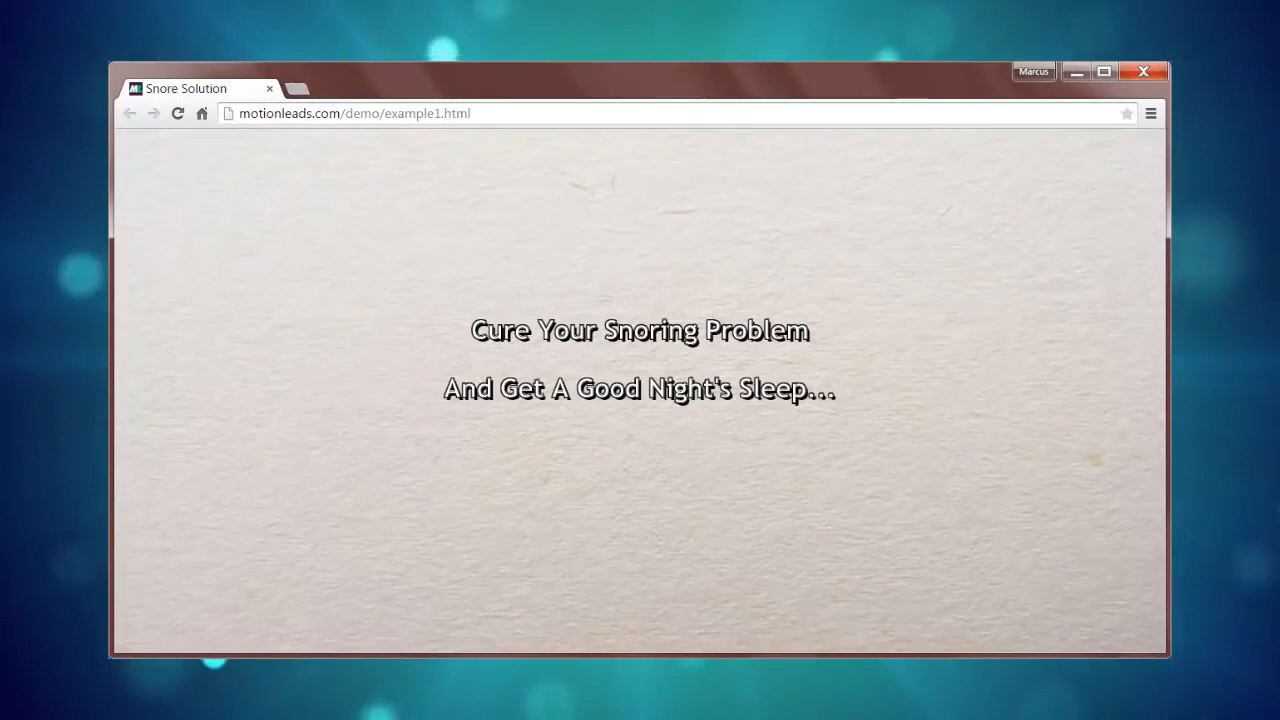 Marcus
Snore Solution
motionleads.com/demo/example1.html
Cure Your Snoring Problem
And Get A Good Night's Sleep...